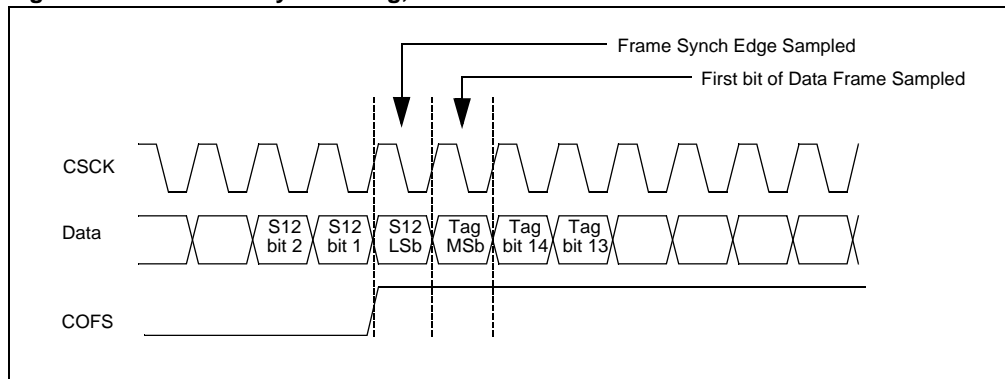 Frame Synch Edge Sampled
First bit of Data Frame Sampled
CSCK
Data
S12 bit 2
S12 bit 1
S12 LSb
Tag MSb
Tag bit 14
Tag bit 13
COFS